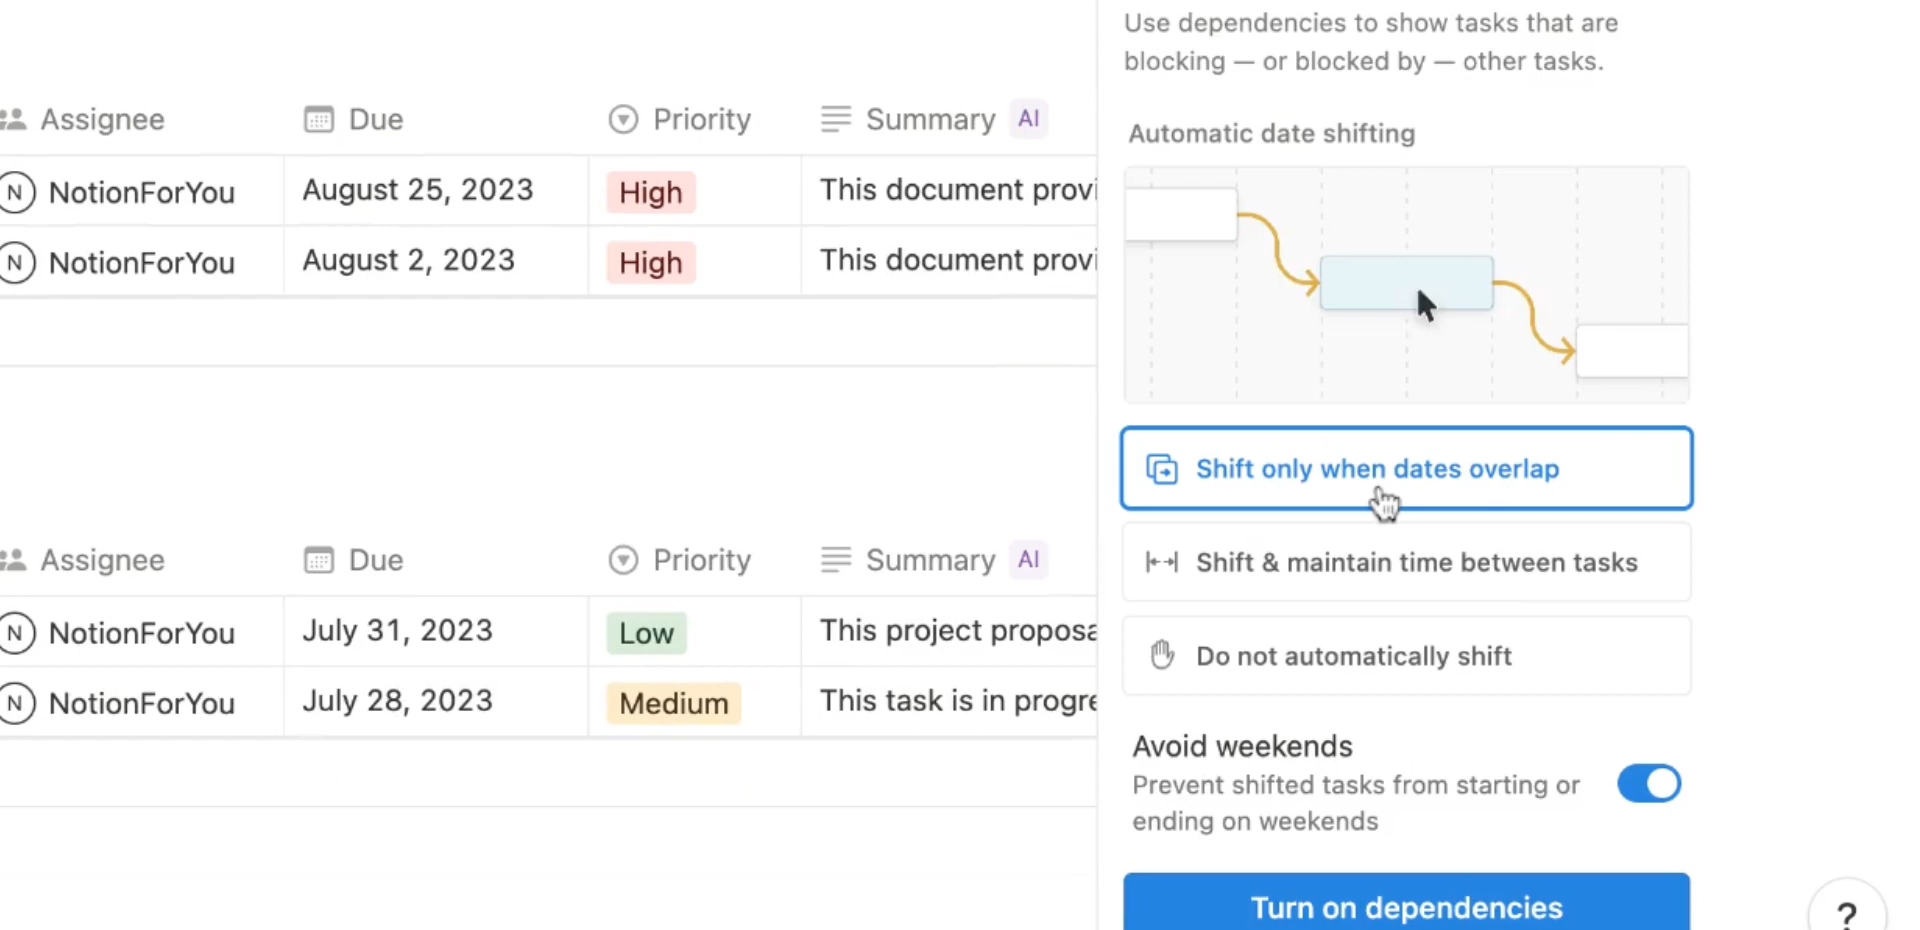 Assignee Due Priority Summary AI
N NotionForYou August 25, 2023 High This document provi
N NotionForYou August 2, 2023 High This document provi
Assignee Due Priority Summary AI
N NotionForYou July 31, 2023 Low This project proposa
N NotionForYou July 28, 2023 Medium This task is in progre
Use dependencies to show tasks that are
blocking — or blocked by — other tasks.
Automatic date shifting
Shift only when dates overlap
Shift & maintain time between tasks
Do not automatically shift
Avoid weekends
Prevent shifted tasks from starting or
ending on weekends
Turn on dependencies
?